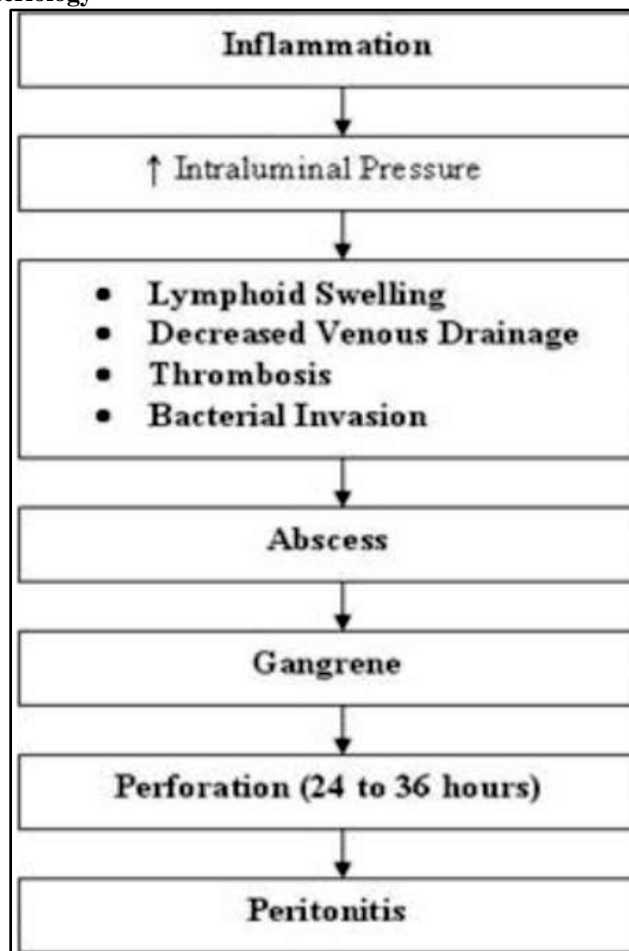 Inflammation
↑ Intraluminal Pressure
• Lymphoid Swelling
• Decreased Venous Drainage
• Thrombosis
• Bacterial Invasion
Abscess
Gangrene
Perforation (24 to 36 hours)
Peritonitis